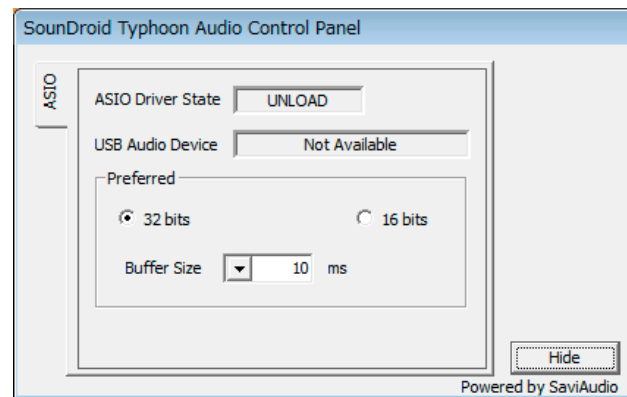 SounDroid Typhoon Audio Control Panel
ASIO
ASIO Driver State UNLOAD
USB Audio Device Not Available
Preferred
32 bits 16 bits
Buffer Size 10 ms
Hide
Powered by SaviAudio